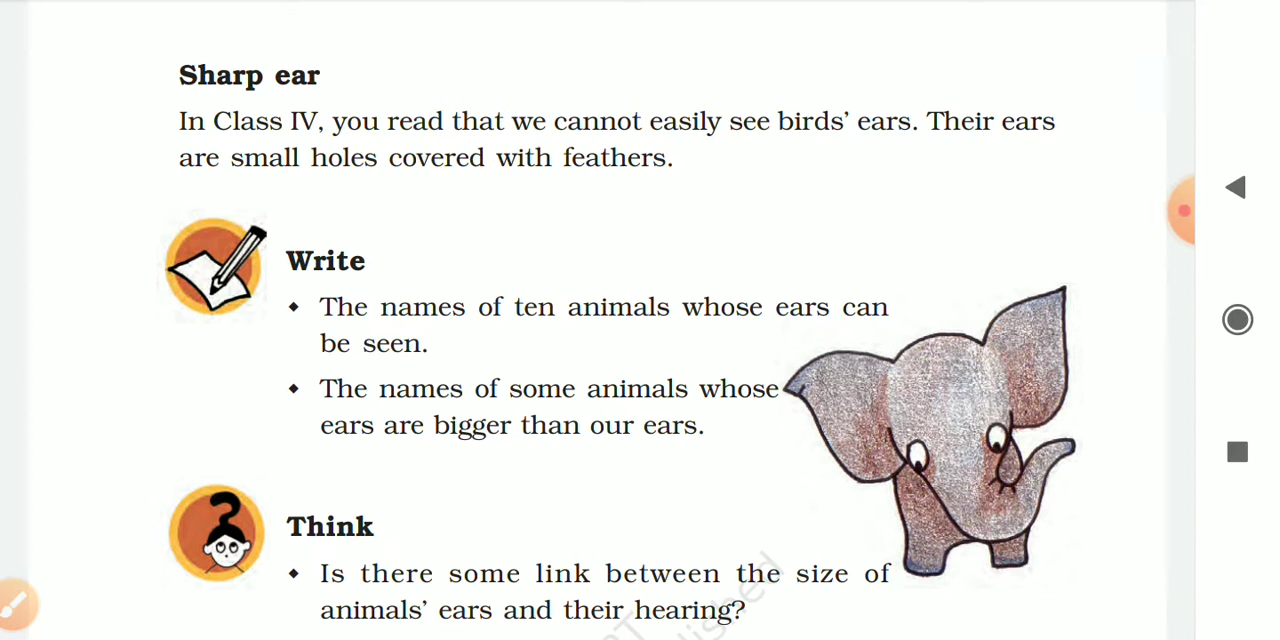 Sharp ear
In Class IV, you read that we cannot easily see birds’ ears. Their ears
are small holes covered with feathers.
Write
⬥ The names of ten animals whose ears can
be seen.
⬥ The names of some animals whose
ears are bigger than our ears.
Think
⬥ Is there some link between the size of
animals’ ears and their hearing?